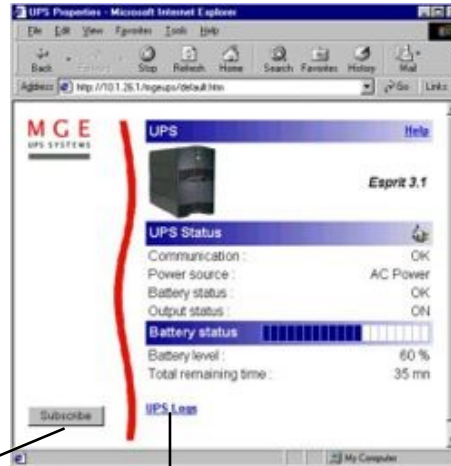 UPS Properties - Microsoft Internet Explorer
File Edit View Favorites Tools Help
Back Forward Stop Refresh Home Search Favorites History Mail
Address http://10.1.26.1/mgeups/default.htm Go Links
MGE
UPS SYSTEMS
UPS Help
Esprit 3.1
UPS Status
Communication : OK
Power source : AC Power
Battery status : OK
Output status : ON
Battery status
Battery level : 60 %
Total remaining time : 35 mn
Subscribe
UPS Logs
My Computer